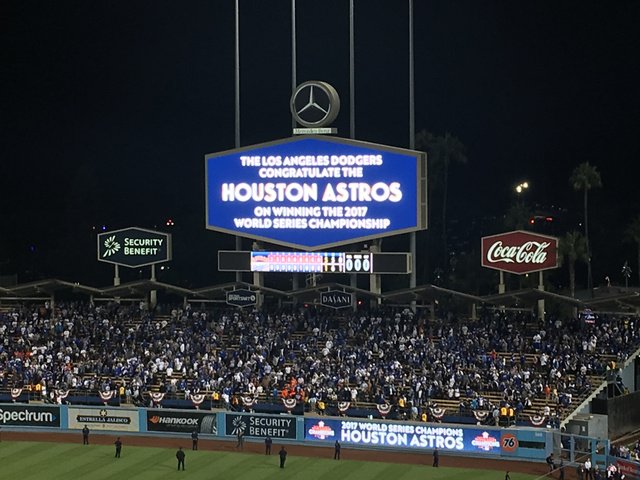 Mercedes-Benz
THE LOS ANGELES DODGERS
CONGRATULATE THE
HOUSTON ASTROS
ON WINNING THE 2017
WORLD SERIES CHAMPIONSHIP
SECURITY
BENEFIT
Coca-Cola
DASANI
Spectrum
ESTRELLA JALISCO
HANKOOK
SECURITY
BENEFIT
2017 WORLD SERIES CHAMPIONS
HOUSTON ASTROS
76